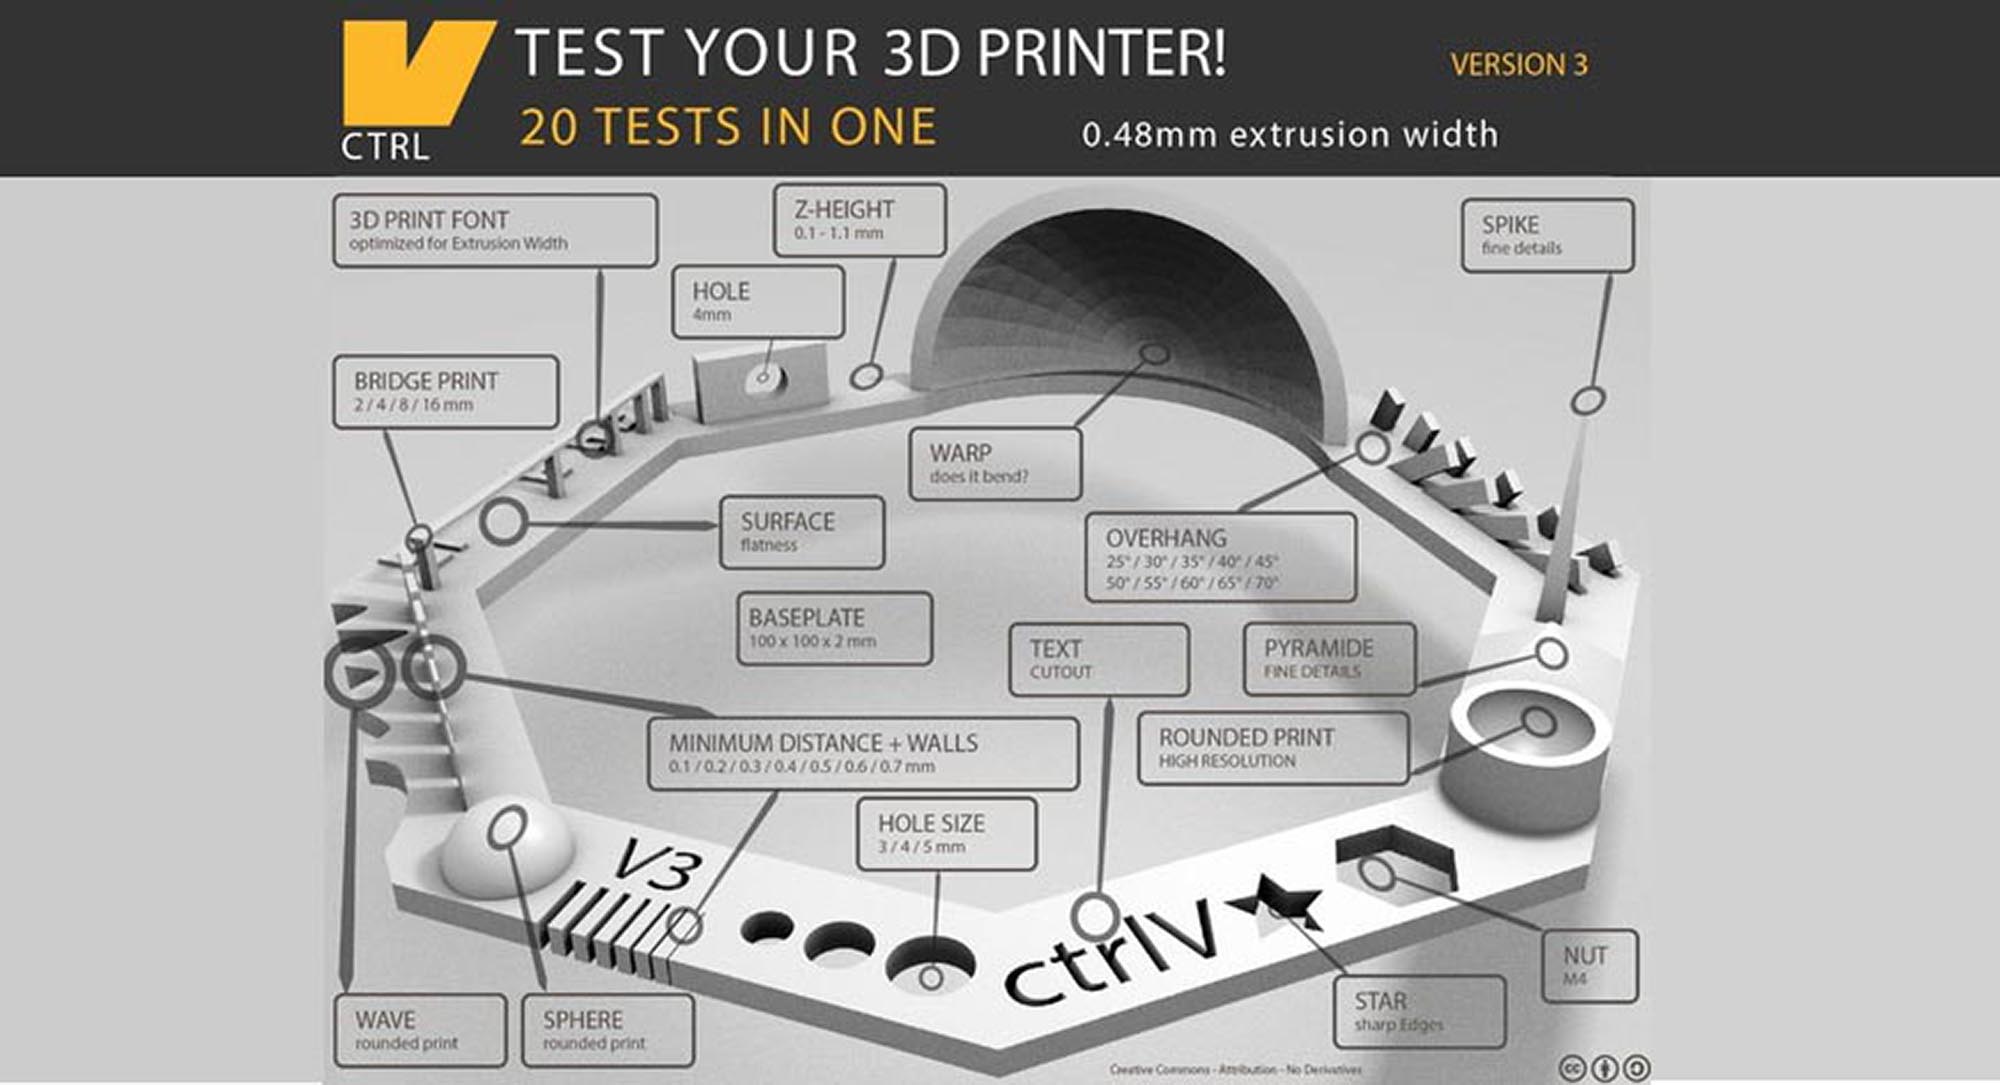 TEST YOUR 3D PRINTER!
VERSION 3
20 TESTS IN ONE
0.48mm extrusion width
CTRL
3D PRINT FONT
optimized for Extrusion Width
Z-HEIGHT
0.1 - 1.1 mm
SPIKE
fine details
HOLE
4mm
BRIDGE PRINT
2 / 4 / 8 / 16 mm
WARP
does it bend?
SURFACE
flatness
OVERHANG
25° / 30° / 35° / 40° / 45°
50° / 55° / 60° / 65° / 70°
BASEPLATE
100 x 100 x 2 mm
TEXT
CUTOUT
PYRAMIDE
FINE DETAILS
MINIMUM DISTANCE + WALLS
0.1 / 0.2 / 0.3 / 0.4 / 0.5 / 0.6 / 0.7 mm
ROUNDED PRINT
HIGH RESOLUTION
HOLE SIZE
3 / 4 / 5 mm
V3
ctrlV
NUT
M4
STAR
sharp Edges
WAVE
rounded print
SPHERE
rounded print
Creative Commons - Attribution - No Derivatives
cc